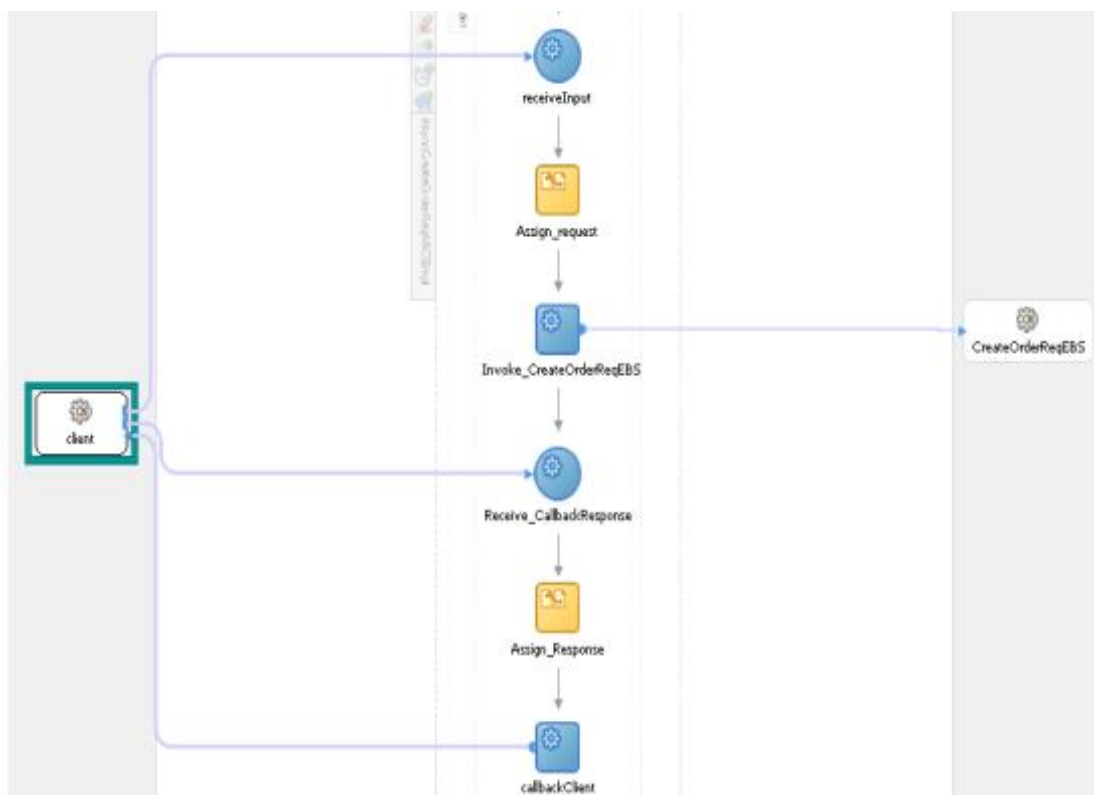 receiveInput
Assign_request
Invoke_CreateOrderReqEBS
CreateOrderReqEBS
client
Receive_CallbackResponse
Assign_Response
callbackClient